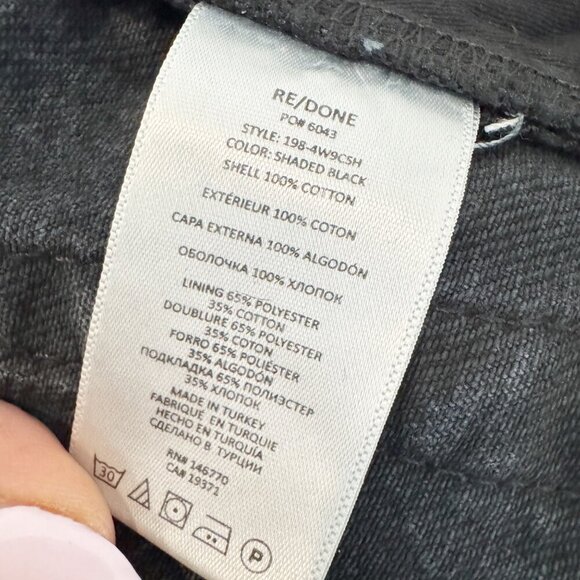 RE/DONE
PO# 6043
STYLE: 198-4W9CSH
COLOR: SHADED BLACK
SHELL 100% COTTON
EXTÉRIEUR 100% COTON
CAPA EXTERNA 100% ALGODÓN
ОБОЛОЧКА 100% ХЛОПОК
LINING 65% POLYESTER
35% COTTON
DOUBLURE 65% POLYESTER
35% COTON
FORRO 65% POLIÉSTER
35% ALGODÓN
ПОДКЛАДКА 65% ПОЛИЭСТЕР
35% ХЛОПОК
MADE IN TURKEY
FABRIQUÉ EN TURQUIE
HECHO EN TURQUÍA
СДЕЛАНО В ТУРЦИИ
RN# 146770
CA# 19371
30 P